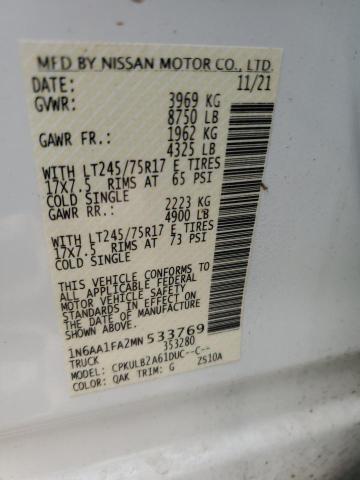 MFD BY NISSAN MOTOR CO., LTD.
DATE: 11/21
GVWR: 3969 KG
8750 LB
GAWR FR.: 1962 KG
4325 LB
WITH LT245/75R17 E TIRES
17X7.5 RIMS AT 65 PSI
COLD SINGLE
GAWR RR.: 2223 KG
4900 LB
WITH LT245/75R17 E TIRES
17X7.5 RIMS AT 73 PSI
COLD SINGLE
THIS VEHICLE CONFORMS TO
ALL APPLICABLE FEDERAL
MOTOR VEHICLE SAFETY
STANDARDS IN EFFECT ON
THE DATE OF MANUFACTURE
1N6AA1FA2MN533769
TRUCK 353280
MODEL: CPKULB2A61DUC--C--
COLOR: QAK TRIM: G ZS10A